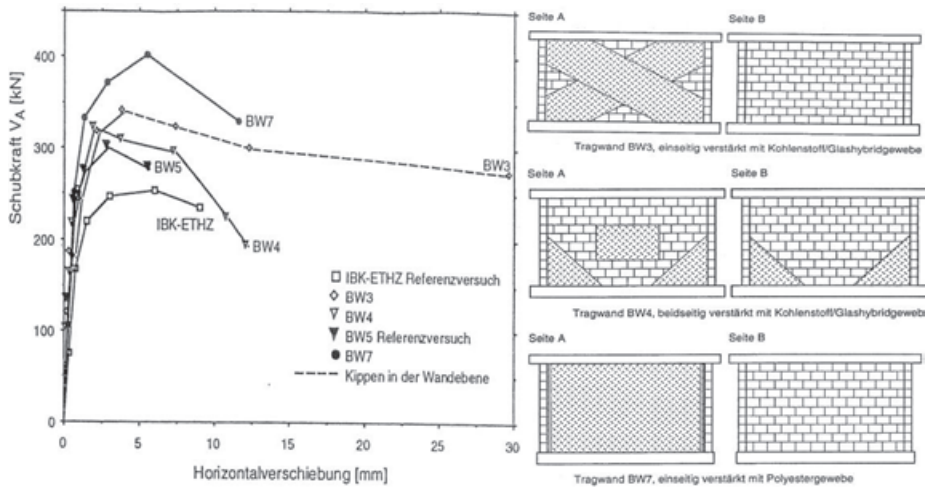 Schubkraft V_A [kN]
400
300
200
100
0
BW7
BW5
BW3
IBK-ETHZ
BW4
IBK-ETHZ Referenzversuch
BW3
BW4
BW5 Referenzversuch
BW7
Kippen in der Wandebene
0 5 10 15 20 25 30
Horizontalverschiebung [mm]
Seite A Seite B
Tragwand BW3, einseitig verstärkt mit Kohlenstoff/Glashybridgewebe
Seite A Seite B
Tragwand BW4, beidseitig verstärkt mit Kohlenstoff/Glashybridgewebe
Seite A Seite B
Tragwand BW7, einseitig verstärkt mit Polyestergewebe